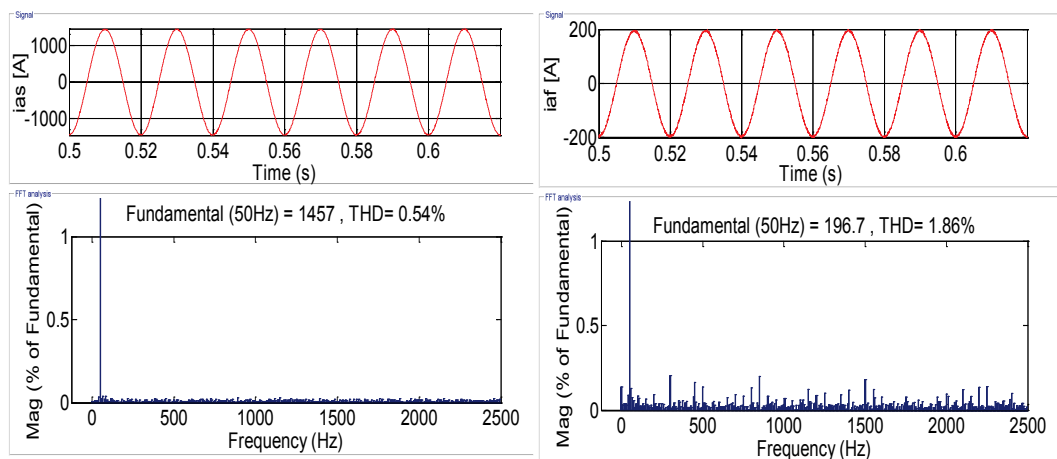 Signal
ias [A]
1000
0
-1000
0.5 0.52 0.54 0.56 0.58 0.6
Time (s)
FFT analysis
Fundamental (50Hz) = 1457 , THD= 0.54%
Mag (% of Fundamental)
1
0.5
0
0 500 1000 1500 2000 2500
Frequency (Hz)
Signal
iaf [A]
200
0
-200
0.5 0.52 0.53 0.54 0.56 0.58 0.6
Time (s)
FFT analysis
Fundamental (50Hz) = 196.7 , THD= 1.86%
Mag (% of Fundamental)
1
0.5
0
0 500 1000 1500 2000 2500
Frequency (Hz)